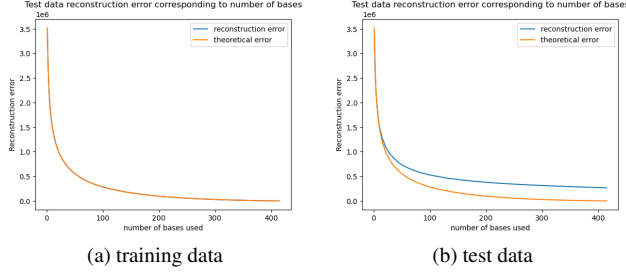 Test data reconstruction error corresponding to number of bases
1e6
reconstruction error
theoretical error
Reconstruction error
3.5
3.0
2.5
2.0
1.5
1.0
0.5
0.0
0
100
200
300
400
number of bases used
(a) training data
Test data reconstruction error corresponding to number of bases
1e6
reconstruction error
theoretical error
Reconstruction error
3.5
3.0
2.5
2.0
1.5
1.0
0.5
0.0
0
100
200
300
400
number of bases used
(b) test data